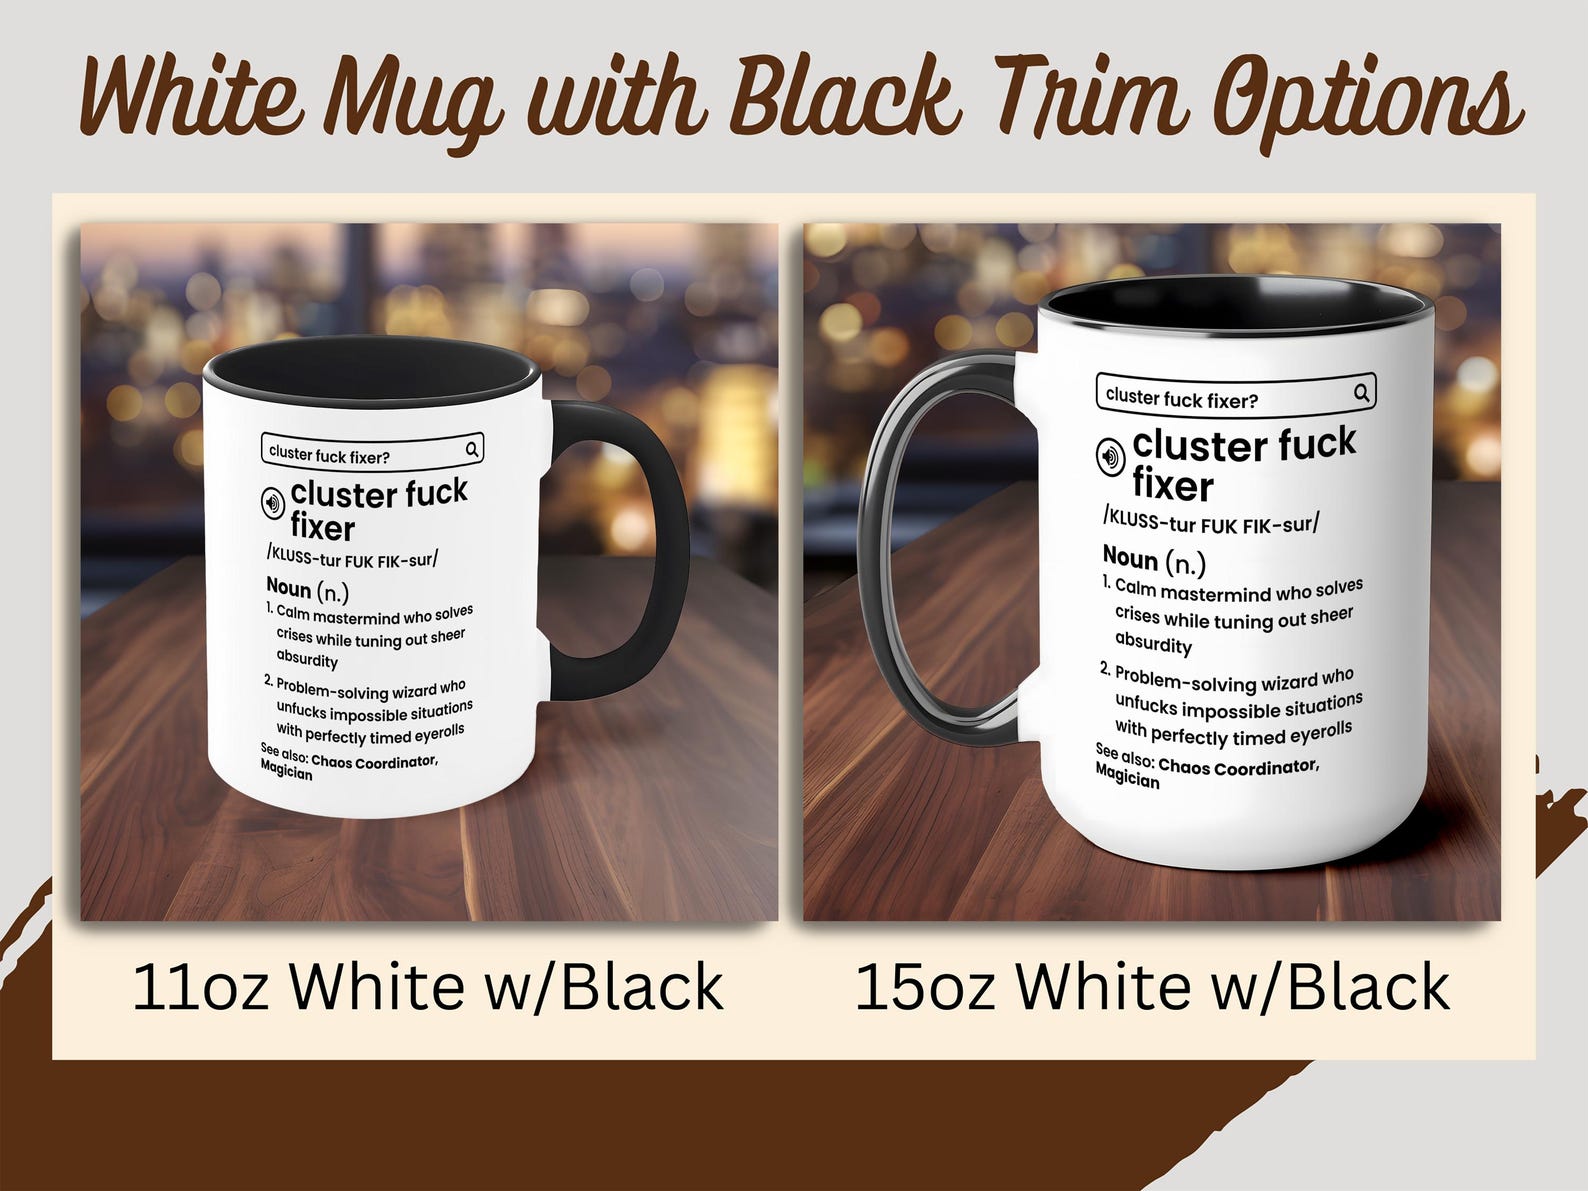 White Mug with Black Trim Options
cluster fuck fixer?
cluster fuck
fixer
/KLUSS-tur FUK FIK-sur/
Noun (n.)
1. Calm mastermind who solves
crises while tuning out sheer
absurdity
2. Problem-solving wizard who
unfucks impossible situations
with perfectly timed eyerolls
See also: Chaos Coordinator,
Magician
11oz White w/Black
cluster fuck fixer?
cluster fuck
fixer
/KLUSS-tur FUK FIK-sur/
Noun (n.)
1. Calm mastermind who solves
crises while tuning out sheer
absurdity
2. Problem-solving wizard who
unfucks impossible situations
with perfectly timed eyerolls
See also: Chaos Coordinator,
Magician
15oz White w/Black